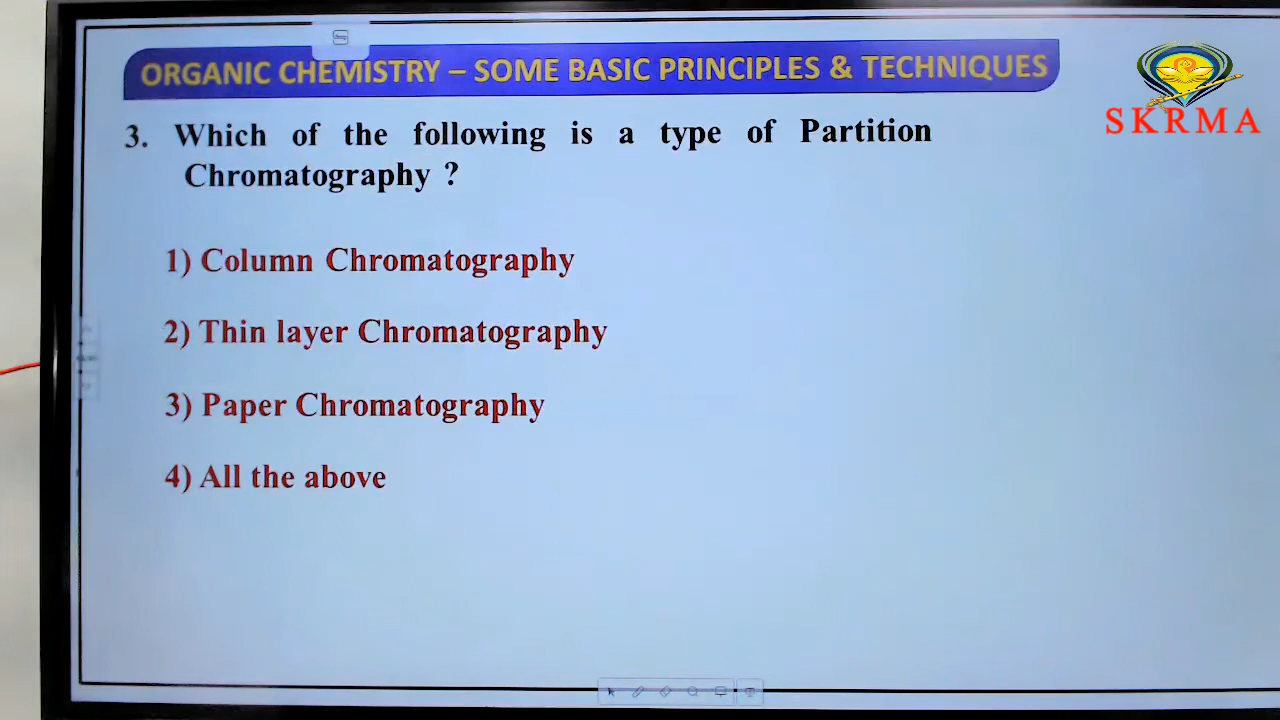 ORGANIC CHEMISTRY – SOME BASIC PRINCIPLES & TECHNIQUES
SKRMA
3. Which of the following is a type of Partition
Chromatography ?
1) Column Chromatography
2) Thin layer Chromatography
3) Paper Chromatography
4) All the above